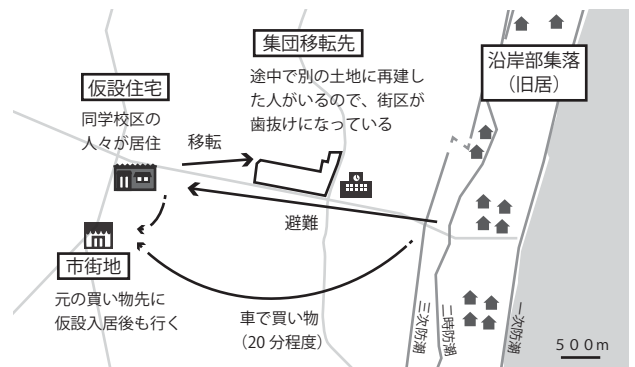 集団移転先
途中で別の土地に再建し
た人がいるので、街区が
歯抜けになっている
沿岸部集落
（旧居）
仮設住宅
同学校区の
人々が居住
移転
避難
市街地
元の買い物先に
仮設入居後も行く
車で買い物
（20 分程度）
三次防潮
二時防潮
一次防潮
５００m